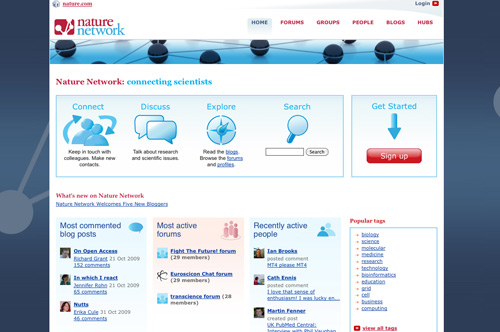 nature.com
Login
nature
network
HOME
FORUMS
GROUPS
PEOPLE
BLOGS
HUBS
Nature Network: connecting scientists
Connect
Keep in touch with
colleagues. Make new
contacts.
Discuss
Talk about research
and scientific issues.
Explore
Read the blogs.
Browse the forums
and profiles.
Search
Search
Get Started
Sign up
What's new on Nature Network
Nature Network Welcomes Five New Bloggers
Most commented
blog posts
On Open Access
Richard Grant 21 Oct 2009
152 comments
In which I react
Jennifer Rohn 21 Oct 2009
65 comments
Nutts
Erika Cule 31 Oct 2009
46 comments
Most active
forums
Fight The Future! forum
(29 members)
Euroscicon Chat forum
(29 members)
transcience forum (20
members)
Recently active
people
Ian Brooks
posted comment
MT4 please MT4
Cath Ennis
posted comment
I love that sense of
enthusiasm! I was lucky en...
Martin Fenner
created post
UK PubMed Central:
Interview with Phil Vaughan
Popular tags
biology
science
molecular
medicine
research
technology
bioinformatics
education
grid
cell
business
computing
view all tags